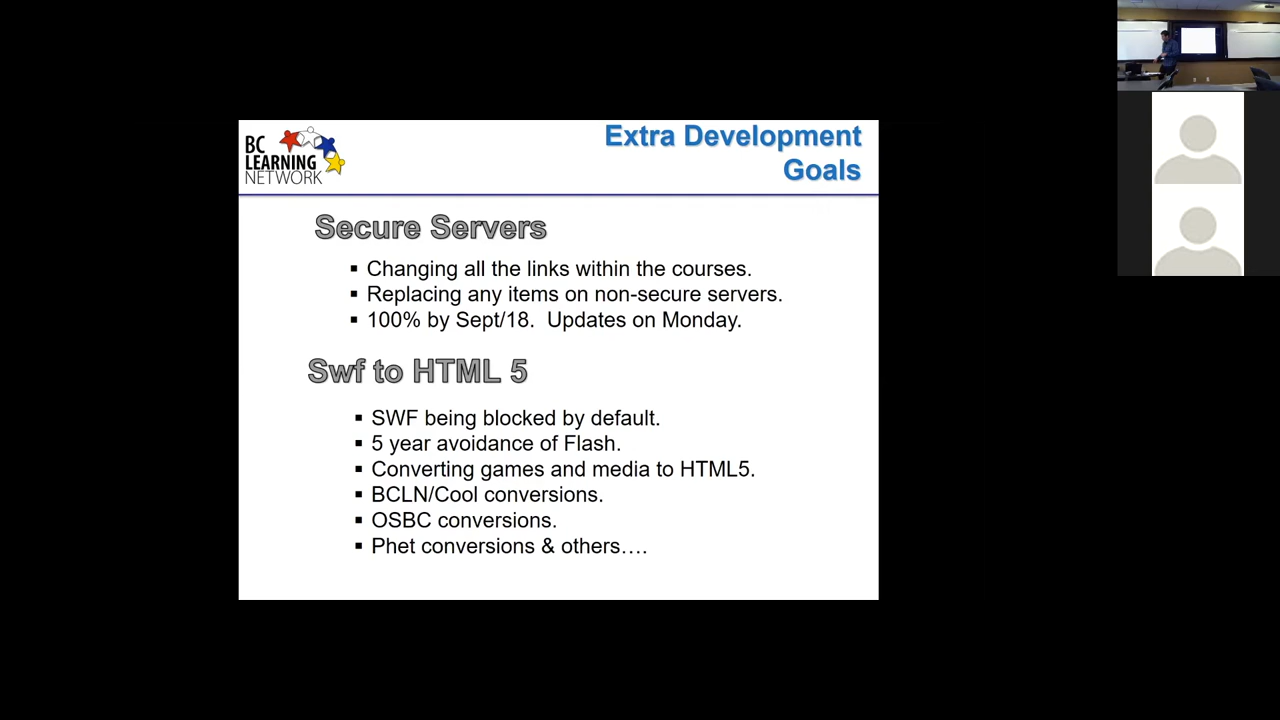 BC
LEARNING
NETWORK
Extra Development
Goals
Secure Servers
▪ Changing all the links within the courses.
▪ Replacing any items on non-secure servers.
▪ 100% by Sept/18.  Updates on Monday.
Swf to HTML 5
▪ SWF being blocked by default.
▪ 5 year avoidance of Flash.
▪ Converting games and media to HTML5.
▪ BCLN/Cool conversions.
▪ OSBC conversions.
▪ Phet conversions & others….